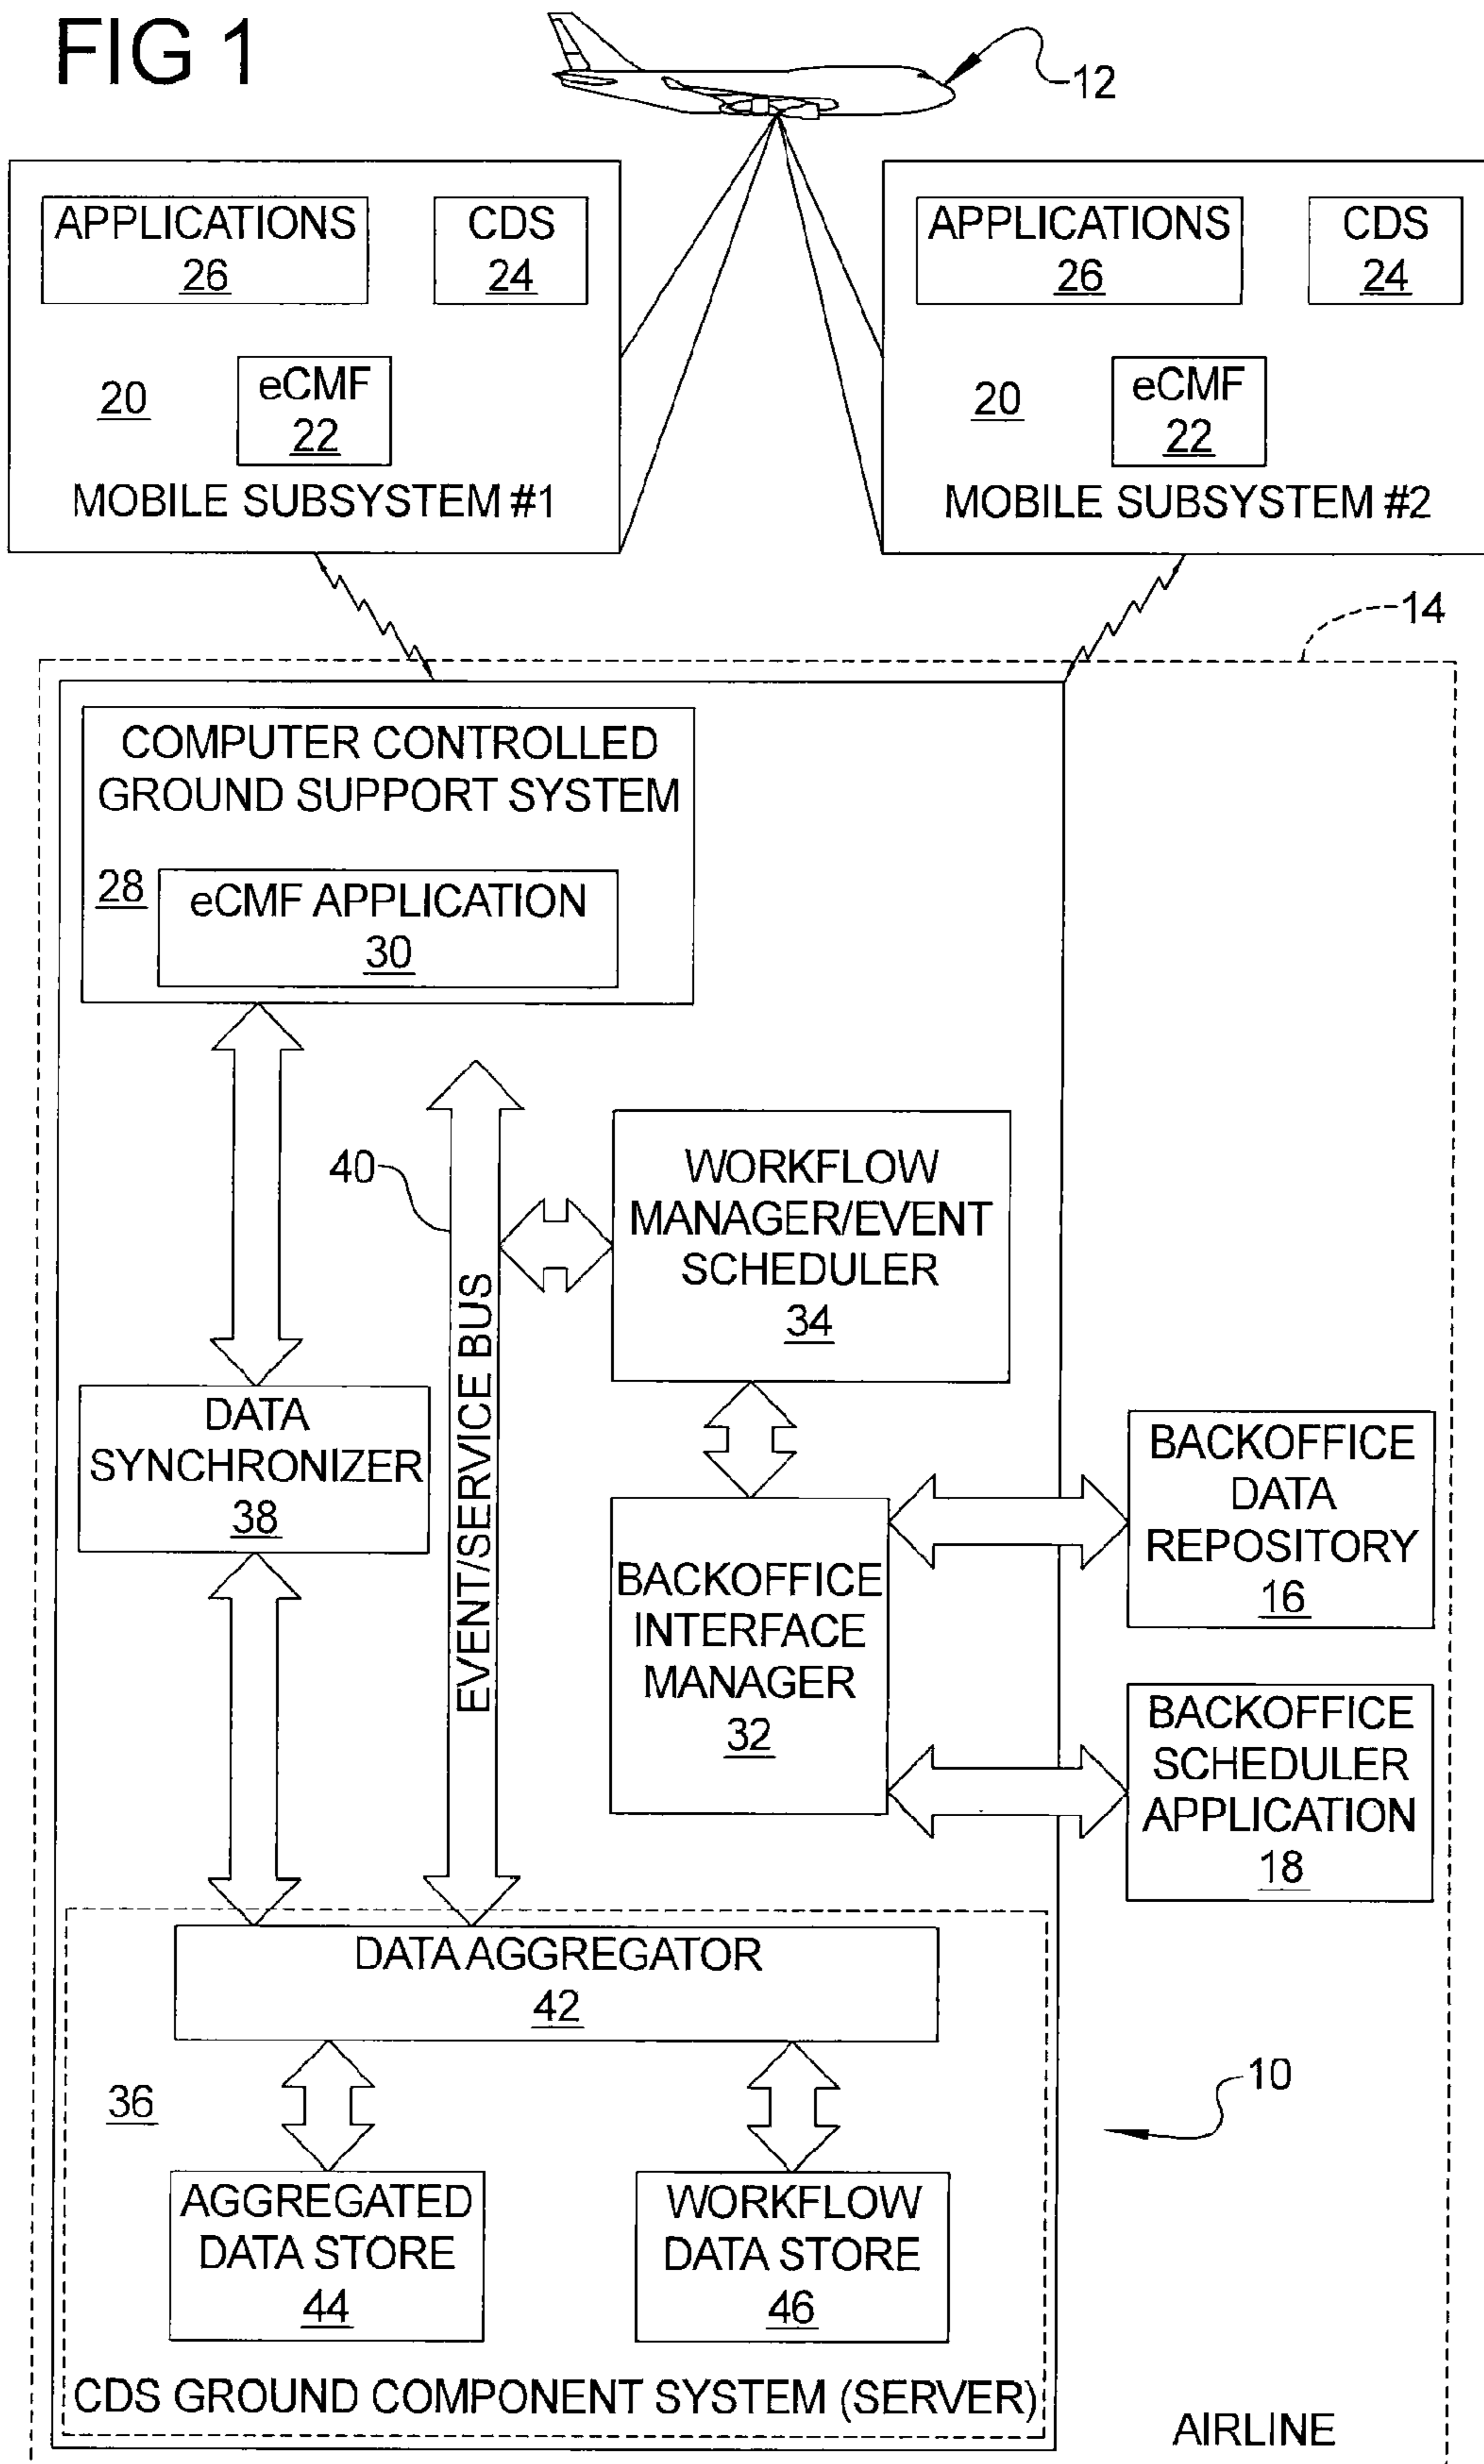 FIG 1
12
APPLICATIONS
26
CDS
24
20
eCMF
22
MOBILE SUBSYSTEM #1
APPLICATIONS
26
CDS
24
20
eCMF
22
MOBILE SUBSYSTEM #2
14
COMPUTER CONTROLLED
GROUND SUPPORT SYSTEM
28
eCMF APPLICATION
30
40
EVENT/SERVICE BUS
WORKFLOW
MANAGER/EVENT
SCHEDULER
34
DATA
SYNCHRONIZER
38
BACKOFFICE
INTERFACE
MANAGER
32
BACKOFFICE
DATA
REPOSITORY
16
BACKOFFICE
SCHEDULER
APPLICATION
18
DATA AGGREGATOR
42
36
10
AGGREGATED
DATA STORE
44
WORKFLOW
DATA STORE
46
CDS GROUND COMPONENT SYSTEM (SERVER)
AIRLINE